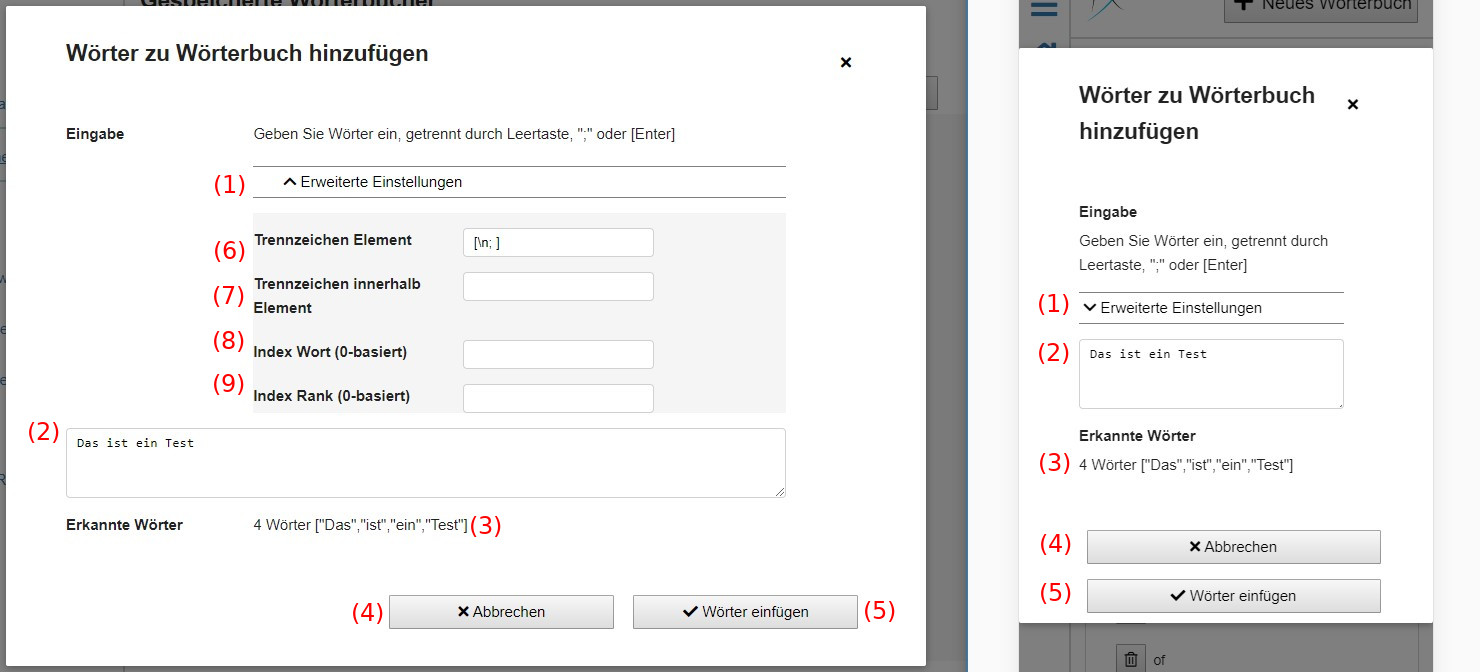 Gespeicherte Wörterbücher
Wörter zu Wörterbuch hinzufügen
Eingabe
Geben Sie Wörter ein, getrennt durch Leertaste, ";" oder [Enter]
(1)
Erweiterte Einstellungen
(6)
Trennzeichen Element
[\n; ]
(7)
Trennzeichen innerhalb
Element
(8)
Index Wort (0-basiert)
(9)
Index Rank (0-basiert)
(2)
Das ist ein Test
Erkannte Wörter
4 Wörter ["Das","ist","ein","Test"]
(3)
(4)
Abbrechen
Wörter einfügen
(5)
Neues Wörterbuch
Wörter zu Wörterbuch
hinzufügen
Eingabe
Geben Sie Wörter ein, getrennt durch
Leertaste, ";" oder [Enter]
(1)
Erweiterte Einstellungen
(2)
Das ist ein Test
Erkannte Wörter
(3)
4 Wörter ["Das","ist","ein","Test"]
(4)
Abbrechen
(5)
Wörter einfügen
of